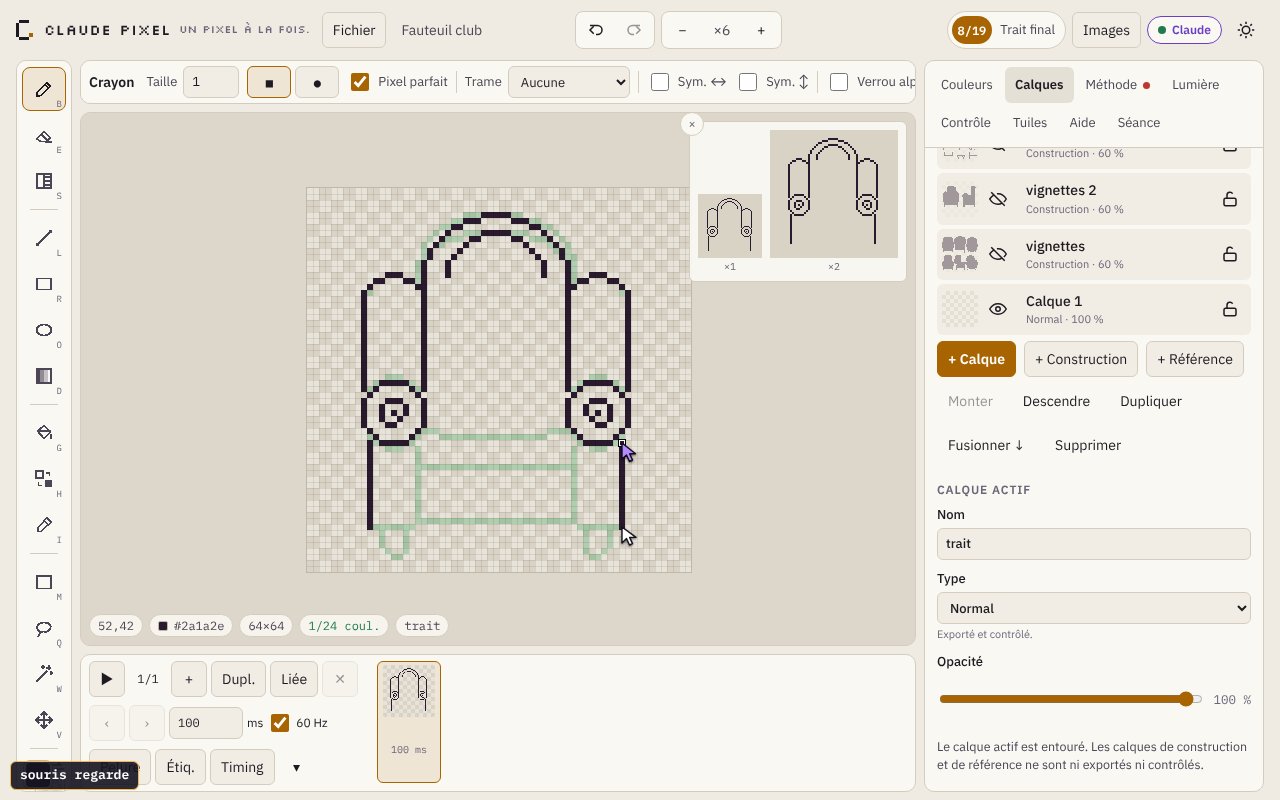 CLAUDE PIXEL UN PIXEL À LA FOIS. Fichier Fauteuil club − ×6 + 8/19 Trait final Images Claude
Crayon Taille 1 Pixel parfait Trame Aucune Sym. ↔ Sym. ↕ Verrou alp
B
E
S
L
R
O
D
G
H
I
M
Q
W
V
×
×1 ×2
52,42 #2a1a2e 64×64 1/24 coul. trait
1/1 + Dupl. Liée ×
‹ › 100 ms 60 Hz
Étiq. Timing ▼
100 ms
souris regarde
Couleurs Calques Méthode Lumière
Contrôle Tuiles Aide Séance
Construction · 60 %
vignettes 2
Construction · 60 %
vignettes
Construction · 60 %
Calque 1
Normal · 100 %
+ Calque + Construction + Référence
Monter Descendre Dupliquer
Fusionner ↓ Supprimer
CALQUE ACTIF
Nom
trait
Type
Normal
Exporté et contrôlé.
Opacité
100 %
Le calque actif est entouré. Les calques de construction
et de référence ne sont ni exportés ni contrôlés.